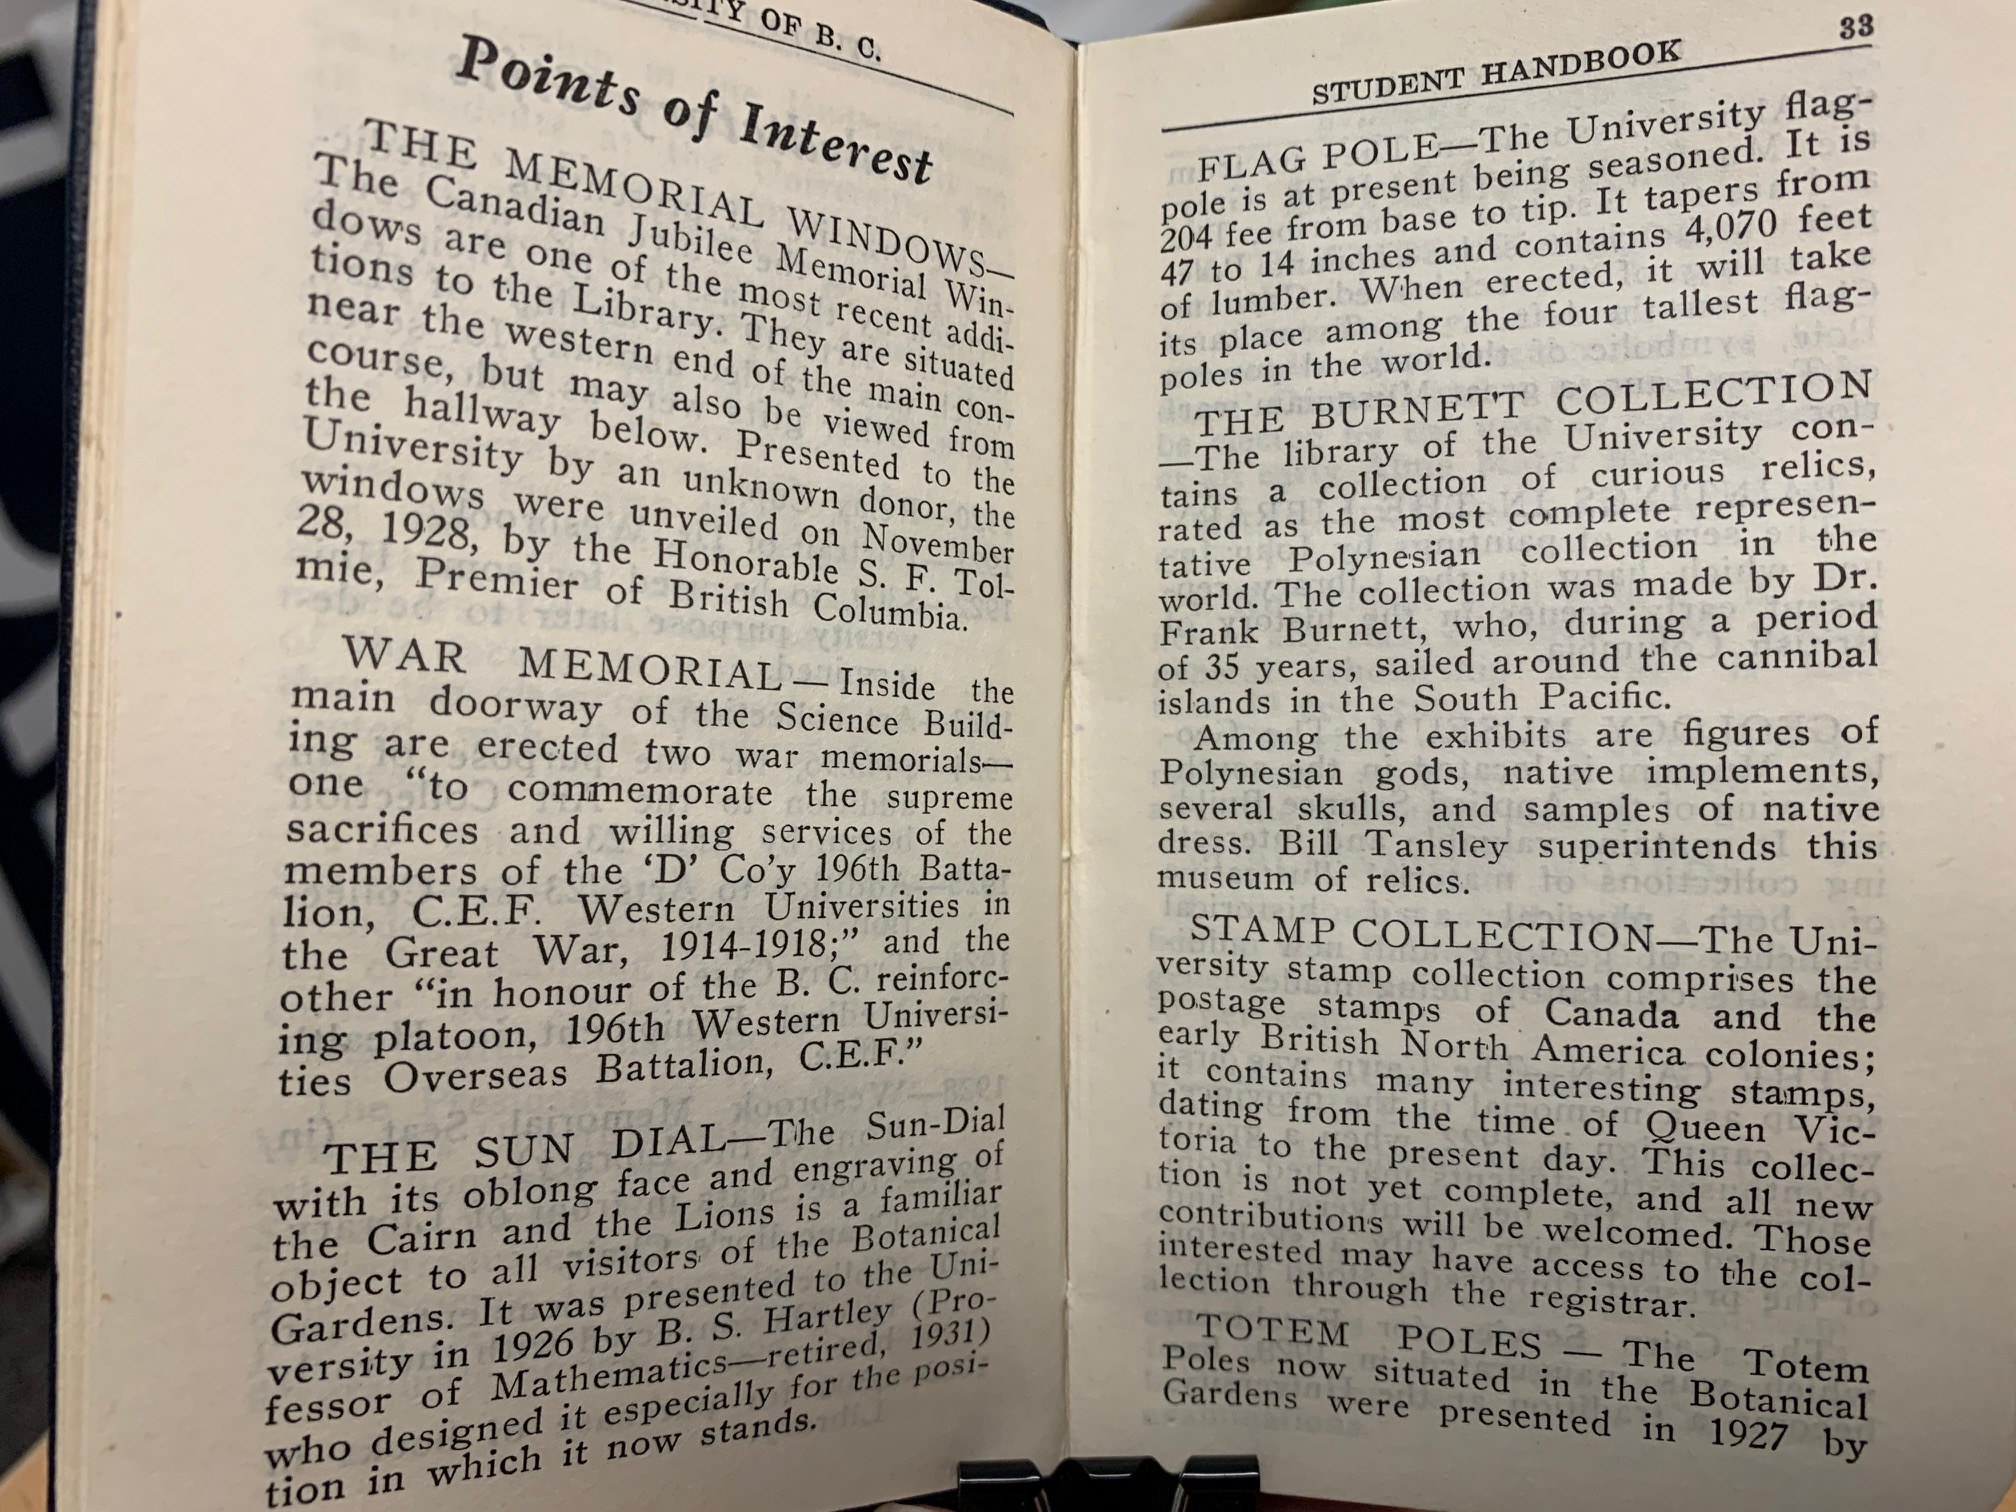 OF B. C.
Points of Interest
THE MEMORIAL WINDOWS—
The Canadian Jubilee Memorial Win-
dows are one of the most recent addi-
tions to the Library. They are situated
near the western end of the main con-
course, but may also be viewed from
the hallway below. Presented to the
University by an unknown donor, the
windows were unveiled on November
28, 1928, by the Honorable S. F. Tol-
mie, Premier of British Columbia.
WAR MEMORIAL — Inside the
main doorway of the Science Build-
ing are erected two war memorials—
one “to commemorate the supreme
sacrifices and willing services of the
members of the ‘D’ Co’y 196th Batta-
lion, C.E.F. Western Universities in
the Great War, 1914-1918;” and the
other “in honour of the B. C. reinforc-
ing platoon, 196th Western Universi-
ties Overseas Battalion, C.E.F.”
THE SUN DIAL—The Sun-Dial
with its oblong face and engraving of
the Cairn and the Lions is a familiar
object to all visitors of the Botanical
Gardens. It was presented to the Uni-
versity in 1926 by B. S. Hartley (Pro-
fessor of Mathematics—retired, 1931)
who designed it especially for the posi-
tion in which it now stands.
STUDENT HANDBOOK 33
FLAG POLE—The University flag-
pole is at present being seasoned. It is
204 fee from base to tip. It tapers from
47 to 14 inches and contains 4,070 feet
of lumber. When erected, it will take
its place among the four tallest flag-
poles in the world.
THE BURNETT COLLECTION
—The library of the University con-
tains a collection of curious relics,
rated as the most complete represen-
tative Polynesian collection in the
world. The collection was made by Dr.
Frank Burnett, who, during a period
of 35 years, sailed around the cannibal
islands in the South Pacific.
Among the exhibits are figures of
Polynesian gods, native implements,
several skulls, and samples of native
dress. Bill Tansley superintends this
museum of relics.
STAMP COLLECTION—The Uni-
versity stamp collection comprises the
postage stamps of Canada and the
early British North America colonies;
it contains many interesting stamps,
dating from the time of Queen Vic-
toria to the present day. This collec-
tion is not yet complete, and all new
contributions will be welcomed. Those
interested may have access to the col-
lection through the registrar.
TOTEM POLES — The Totem
Poles now situated in the Botanical
Gardens were presented in 1927 by